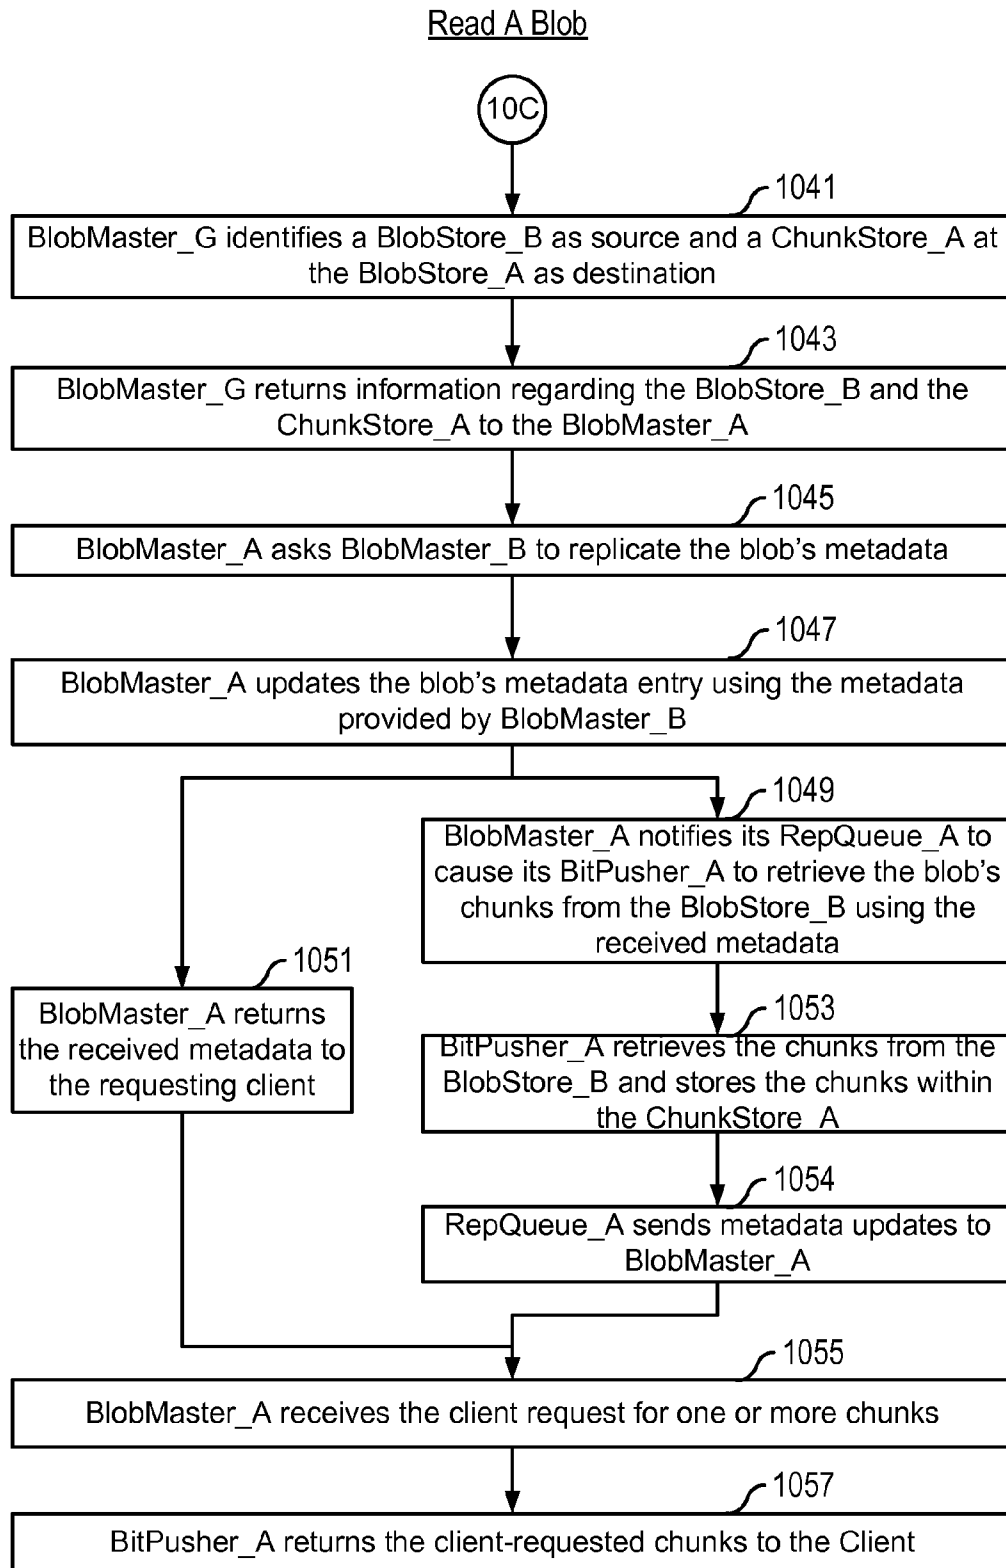 Read A Blob
10C
1041
BlobMaster_G identifies a BlobStore_B as source and a ChunkStore_A at
the BlobStore_A as destination
1043
BlobMaster_G returns information regarding the BlobStore_B and the
ChunkStore_A to the BlobMaster_A
1045
BlobMaster_A asks BlobMaster_B to replicate the blob's metadata
1047
BlobMaster_A updates the blob's metadata entry using the metadata
provided by BlobMaster_B
1049
BlobMaster_A notifies its RepQueue_A to
cause its BitPusher_A to retrieve the blob's
chunks from the BlobStore_B using the
received metadata
1051
BlobMaster_A returns
the received metadata to
the requesting client
1053
BitPusher_A retrieves the chunks from the
BlobStore_B and stores the chunks within
the ChunkStore_A
1054
RepQueue_A sends metadata updates to
BlobMaster_A
1055
BlobMaster_A receives the client request for one or more chunks
1057
BitPusher_A returns the client-requested chunks to the Client